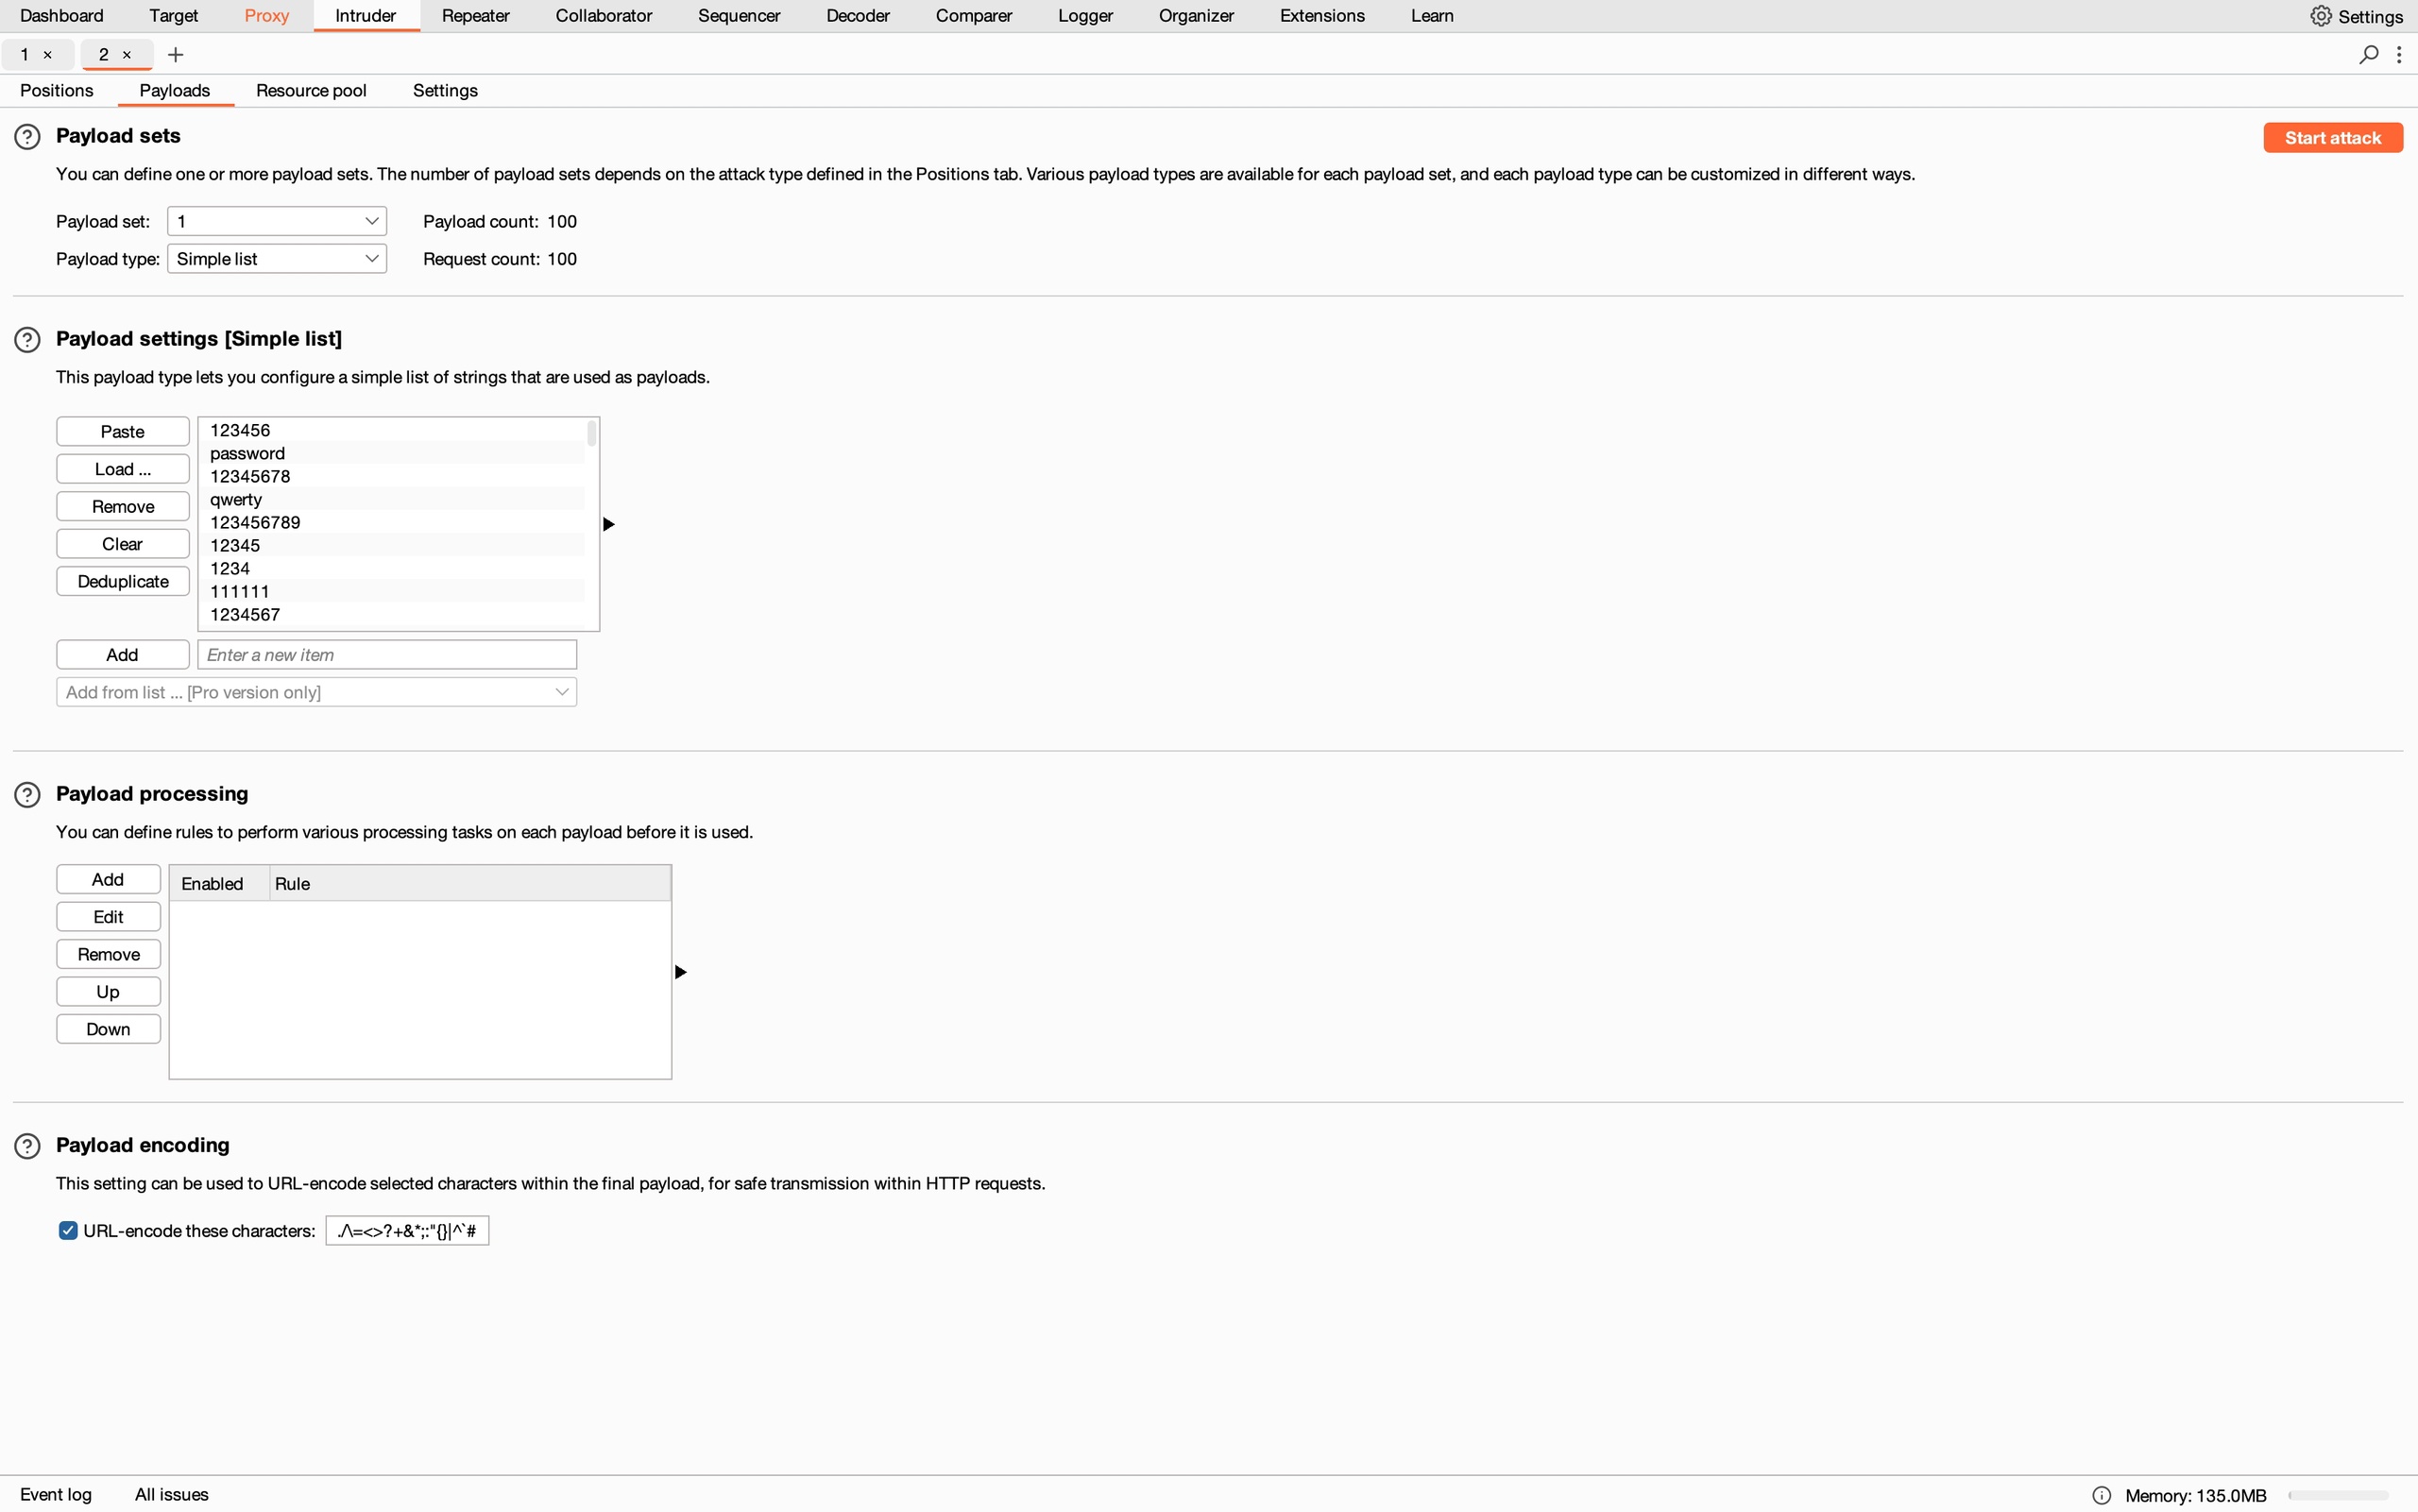 Dashboard Target Proxy Intruder Repeater Collaborator Sequencer Decoder Comparer Logger Organizer Extensions Learn Settings
1 × 2 × +
Positions Payloads Resource pool Settings
? Payload sets Start attack
You can define one or more payload sets. The number of payload sets depends on the attack type defined in the Positions tab. Various payload types are available for each payload set, and each payload type can be customized in different ways.
Payload set: 1 Payload count: 100
Payload type: Simple list Request count: 100
? Payload settings [Simple list]
This payload type lets you configure a simple list of strings that are used as payloads.
Paste 123456
password
Load ... 12345678
Remove qwerty
123456789
Clear 12345
1234
Deduplicate 111111
1234567
Add Enter a new item
Add from list ... [Pro version only]
? Payload processing
You can define rules to perform various processing tasks on each payload before it is used.
Add Enabled Rule
Edit
Remove
Up
Down
? Payload encoding
This setting can be used to URL-encode selected characters within the final payload, for safe transmission within HTTP requests.
URL-encode these characters: ./\=<>?+&*;:"{}|^`#
Event log All issues Memory: 135.0MB